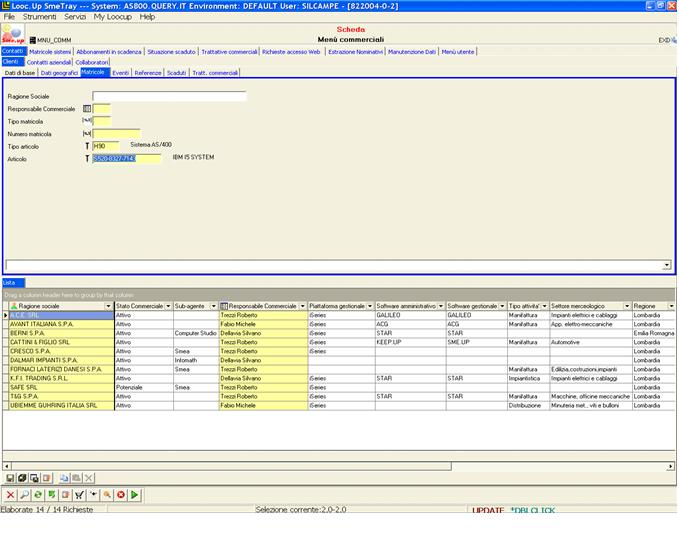 Looc.Up SmeTray --- System: AS800.QUERY.IT Environment: DEFAULT User: SILCAMPE - [822004-0-2]
File Strumenti Servizi My Loocup Help
Scheda
Sme.up MNU_COMM Menù commerciali EXD
Contatti Matricole sistemi Abbonamenti in scadenza Situazione scaduto Trattative commerciali Richieste accesso Web Estrazione Nominativi Manutenzione Dati Menù utente
Clienti Contatti aziendali Collaboratori
Dati di base Dati geografici Matricole Eventi Referenze Scaduti Tratt. commerciali
Ragione Sociale
Responsabile Commerciale
Tipo matricola
Numero matricola
Tipo articolo H90 Sistema AS/400
Articolo 9520-8327-7143 IBM I5 SYSTEM
Lista
Drag a column header here to group by that column
Ragione sociale Stato Commerciale Sub-agente Responsabile Commerciale Piattaforma gestionale Software amministrativo Software gestionale Tipo attivita' Settore merceologico Regione
A.C.E. SRL Attivo Trezzi Roberto iSeries GALILEO GALILEO Manifattura Impianti elettrici e cablaggi Lombardia
AVANT ITALIANA S.P.A. Attivo Fabio Michele iSeries ACG ACG Manifattura App. elettro-meccaniche Lombardia
BERNI S.P.A. Attivo Computer Studio Dellavia Silvano iSeries STAR STAR Emilia Romagna
CATTINI & FIGLIO SRL Attivo Trezzi Roberto iSeries KEEP.UP SME.UP Manifattura Automotive Lombardia
CRESCO S.P.A. Attivo Smea Trezzi Roberto iSeries Lombardia
DALMAR IMPIANTI S.P.A. Attivo Infomath Dellavia Silvano Lombardia
FORNACI LATERIZI DANESI S.P.A. Attivo Smea Trezzi Roberto Manifattura Edilizia,costruzioni,impianti Lombardia
K.F.I. TRADING S.R.L. Attivo Dellavia Silvano iSeries STAR STAR Impiantistica Impianti elettrici e cablaggi Lombardia
SAFE SRL Potenziale Smea Trezzi Roberto iSeries Lombardia
T&G S.P.A. Attivo Trezzi Roberto iSeries STAR STAR Manifattura Macchine, officine meccaniche Lombardia
UBIEMME GUHRING ITALIA SRL Attivo Fabio Michele iSeries Distribuzione Minuteria met., viti e bulloni Lombardia
Elaborate 14 / 14 Richieste Selezione corrente:2.0-2.0 UPDATE *DBLCLICK